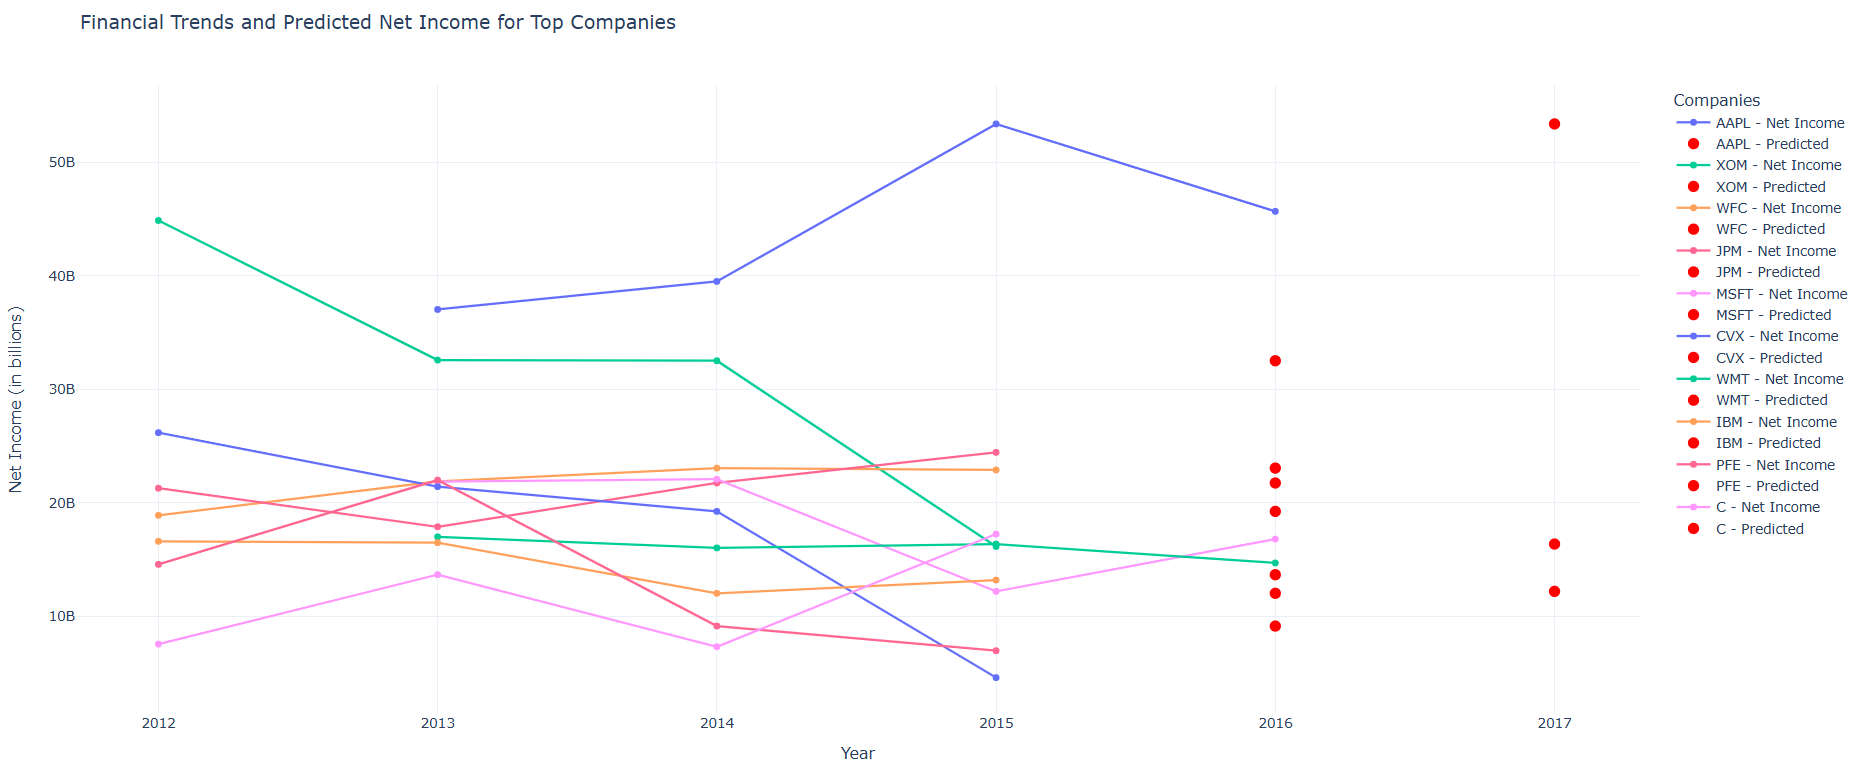 Financial Trends and Predicted Net Income for Top Companies
Net Income (in billions)
50B
40B
30B
20B
10B
2012
2013
2014
2015
2016
2017
Year
Companies
AAPL - Net Income
AAPL - Predicted
XOM - Net Income
XOM - Predicted
WFC - Net Income
WFC - Predicted
JPM - Net Income
JPM - Predicted
MSFT - Net Income
MSFT - Predicted
CVX - Net Income
CVX - Predicted
WMT - Net Income
WMT - Predicted
IBM - Net Income
IBM - Predicted
PFE - Net Income
PFE - Predicted
C - Net Income
C - Predicted